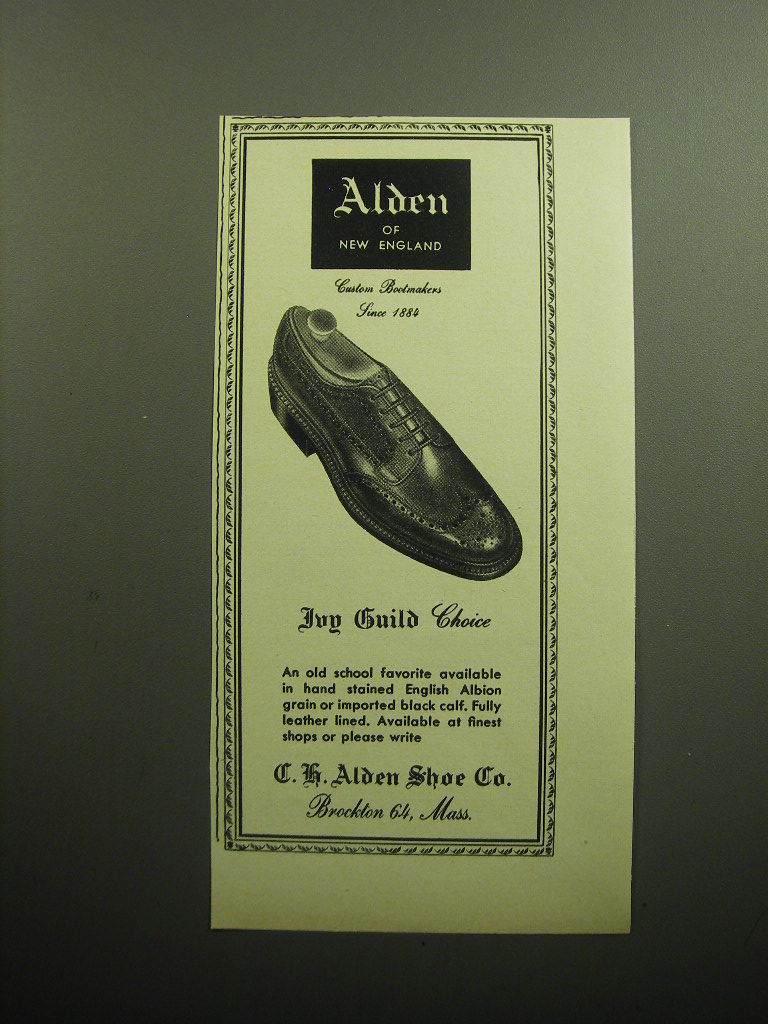 Alden
OF
NEW ENGLAND
Custom Bootmakers
Since 1884
Ivy Guild Choice
An old school favorite available
in hand stained English Albion
grain or imported black calf. Fully
leather lined. Available at finest
shops or please write
C. H. Alden Shoe Co.
Brockton 64, Mass.